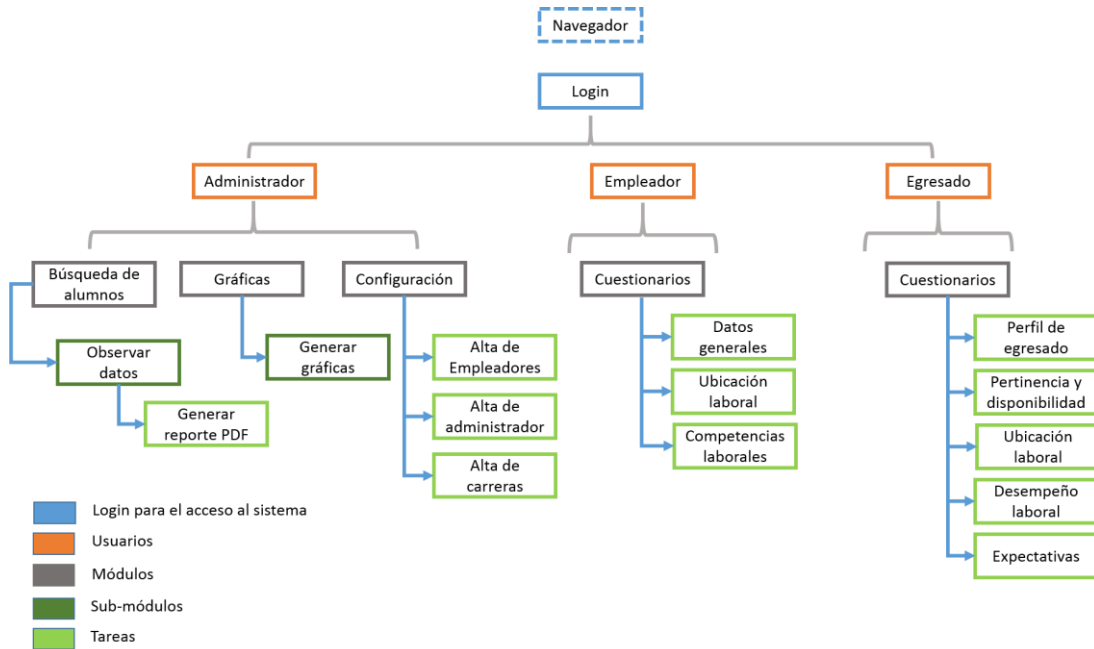 Navegador
Login
Administrador
Empleador
Egresado
Búsqueda de
alumnos
Gráficas
Configuración
Cuestionarios
Cuestionarios
Observar
datos
Generar
gráficas
Alta de
Empleadores
Datos
generales
Perfil de
egresado
Generar
reporte PDF
Alta de
administrador
Ubicación
laboral
Pertinencia y
disponibilidad
Alta de
carreras
Competencias
laborales
Ubicación
laboral
Desempeño
laboral
Expectativas
Login para el acceso al sistema
Usuarios
Módulos
Sub-módulos
Tareas